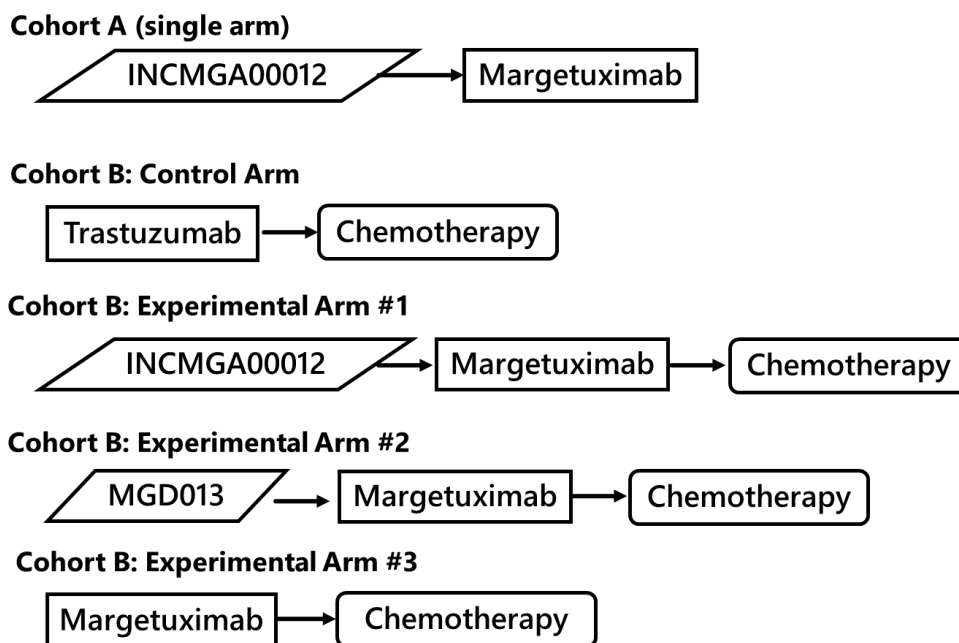 Cohort A (single arm)
INCMGA00012 Margetuximab
Cohort B: Control Arm
Trastuzumab Chemotherapy
Cohort B: Experimental Arm #1
INCMGA00012 Margetuximab Chemotherapy
Cohort B: Experimental Arm #2
MGD013 Margetuximab Chemotherapy
Cohort B: Experimental Arm #3
Margetuximab Chemotherapy